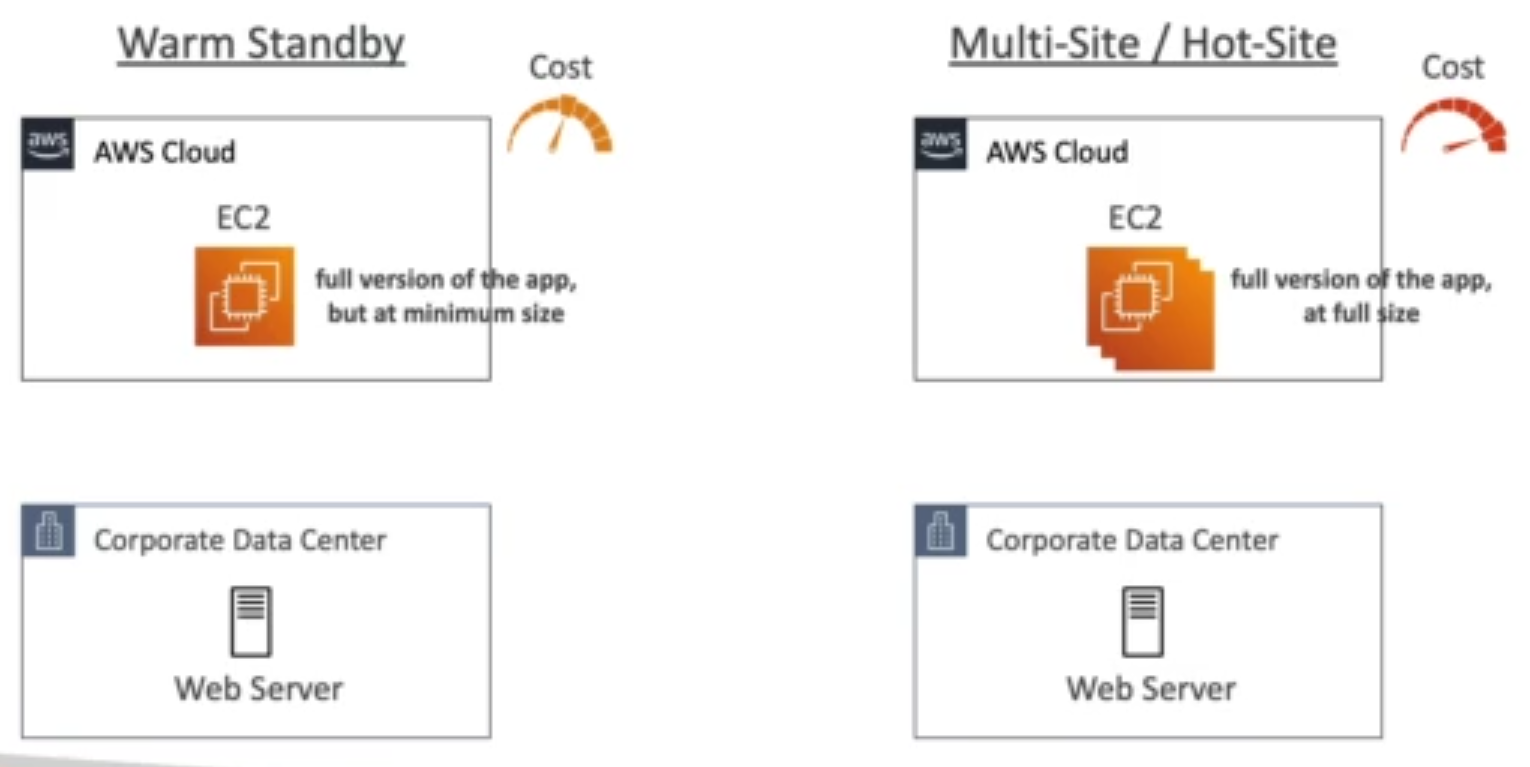 Warm Standby
Cost
aws
AWS Cloud
EC2
full version of the app,
but at minimum size
Corporate Data Center
Web Server
Multi-Site / Hot-Site
Cost
aws
AWS Cloud
EC2
full version of the app,
at full size
Corporate Data Center
Web Server